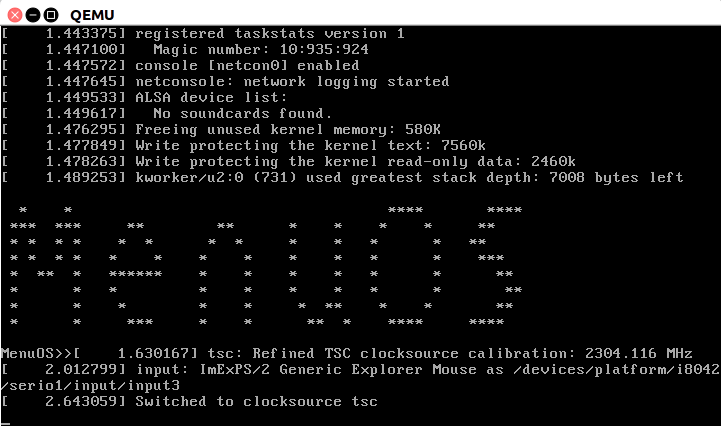 QEMU
[    1.443375] registered taskstats version 1
[    1.447100]   Magic number: 10:935:924
[    1.447572] console [netcon0] enabled
[    1.447645] netconsole: network logging started
[    1.449533] ALSA device list:
[    1.449617]   No soundcards found.
[    1.476295] Freeing unused kernel memory: 580K
[    1.477849] Write protecting the kernel text: 7560k
[    1.478263] Write protecting the kernel read-only data: 2460k
[    1.489253] kworker/u2:0 (731) used greatest stack depth: 7008 bytes left
MenuOS
MenuOS>>[    1.630167] tsc: Refined TSC clocksource calibration: 2304.116 MHz
[    2.012799] input: ImExPS/2 Generic Explorer Mouse as /devices/platform/i8042
/serio1/input/input3
[    2.643059] Switched to clocksource tsc